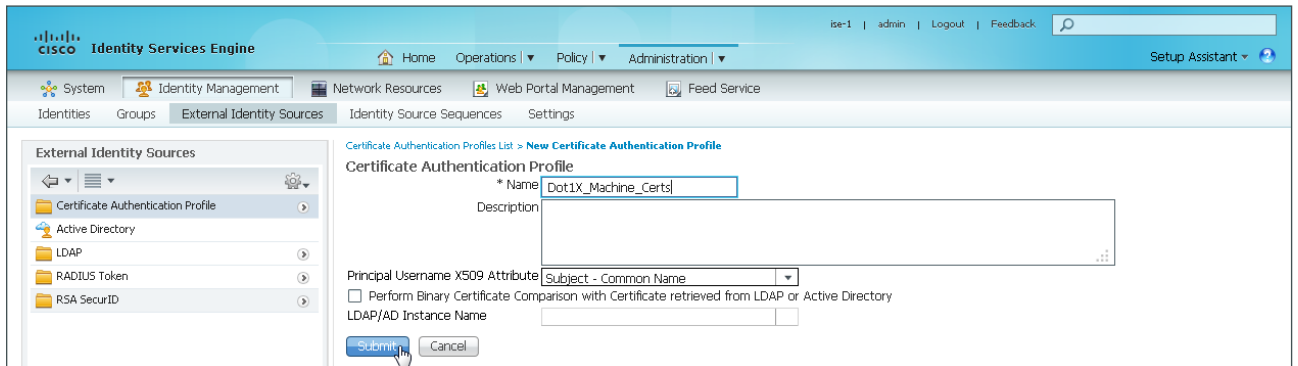 ise-1 | admin | Logout | Feedback
CISCO Identity Services Engine
Home Operations | ▼ Policy | ▼ Administration | ▼ Setup Assistant ▾
System Identity Management Network Resources Web Portal Management Feed Service
Identities Groups External Identity Sources Identity Source Sequences Settings
External Identity Sources
Certificate Authentication Profile
Active Directory
LDAP
RADIUS Token
RSA SecurID
Certificate Authentication Profiles List > New Certificate Authentication Profile
Certificate Authentication Profile
* Name Dot1X_Machine_Certs
Description
Principal Username X509 Attribute Subject - Common Name
Perform Binary Certificate Comparison with Certificate retrieved from LDAP or Active Directory
LDAP/AD Instance Name
Submit Cancel